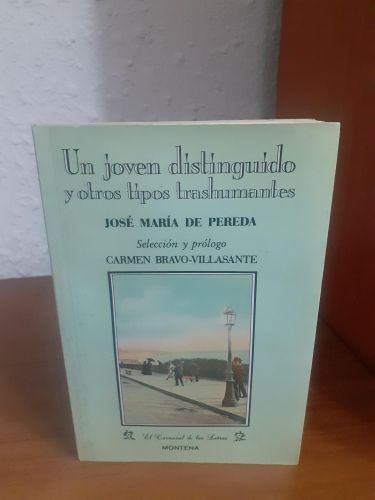 Un joven distinguido
y otros tipos trashumantes
JOSÉ MARÍA DE PEREDA
Selección y prólogo
CARMEN BRAVO-VILLASANTE
El Carnaval de las Letras
MONTENA